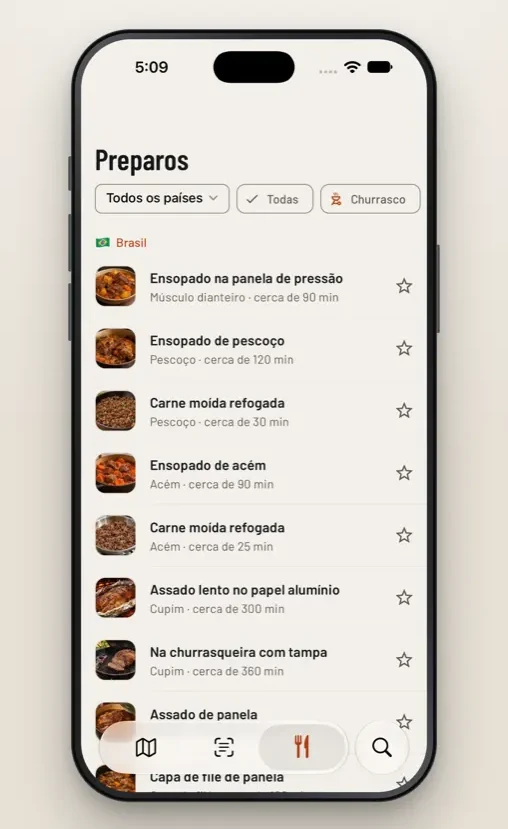 5:09
Preparos
Todos os países
Todas
Churrasco
Brasil
Ensopado na panela de pressão
Músculo dianteiro · cerca de 90 min
Ensopado de pescoço
Pescoço · cerca de 120 min
Carne moída refogada
Pescoço · cerca de 30 min
Ensopado de acém
Acém · cerca de 90 min
Carne moída refogada
Acém · cerca de 25 min
Assado lento no papel alumínio
Cupim · cerca de 300 min
Na churrasqueira com tampa
Cupim · cerca de 360 min
Assado de panela
Capa de filé de panela